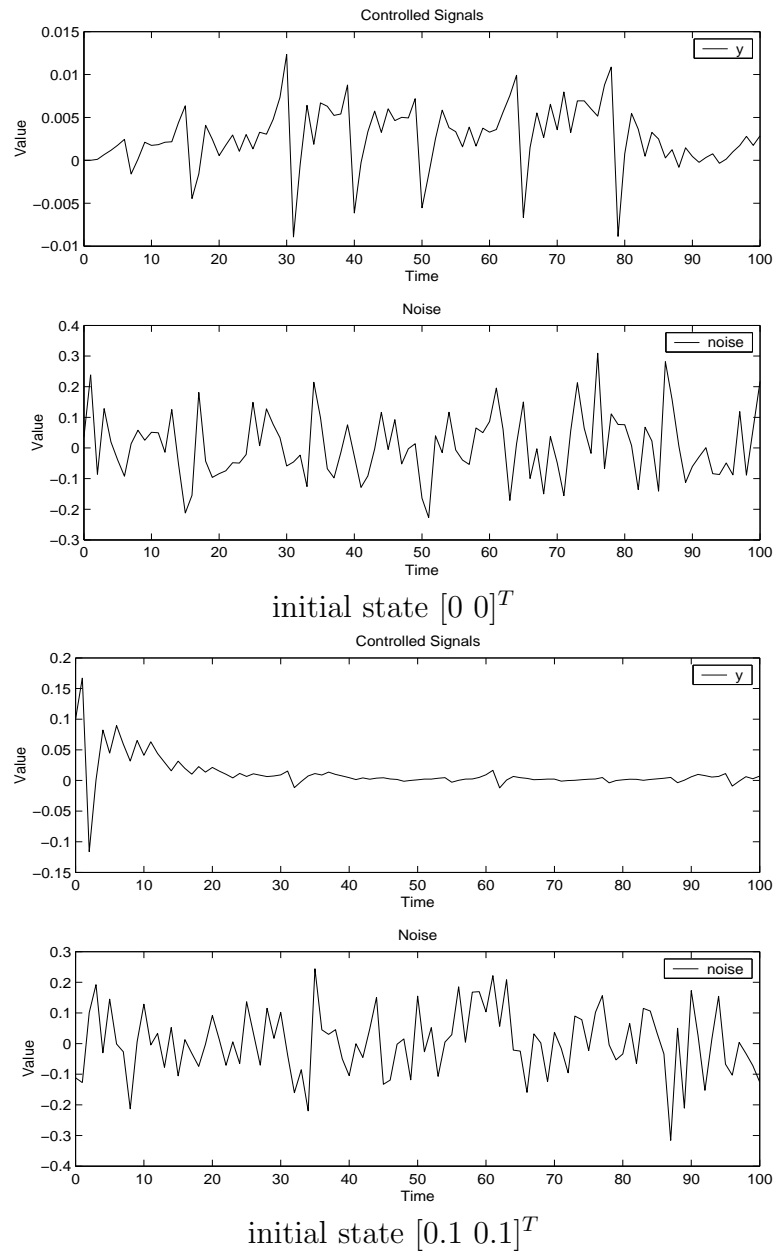 Controlled Signals
0.015
0.01
0.005
0
−0.005
−0.01
Value
y
0 10 20 30 40 50 60 70 80 90 100
Time
Noise
0.4
0.3
0.2
0.1
0
−0.1
−0.2
−0.3
Value
noise
0 10 20 30 40 50 60 70 80 90 100
Time
initial state [0 0]^T
Controlled Signals
0.2
0.15
0.1
0.05
0
−0.05
−0.1
−0.15
Value
y
0 10 20 30 40 50 60 70 80 90 100
Time
Noise
0.3
0.2
0.1
0
−0.1
−0.2
−0.3
−0.4
Value
noise
0 10 20 30 40 50 60 70 80 90 100
Time
initial state [0.1 0.1]^T